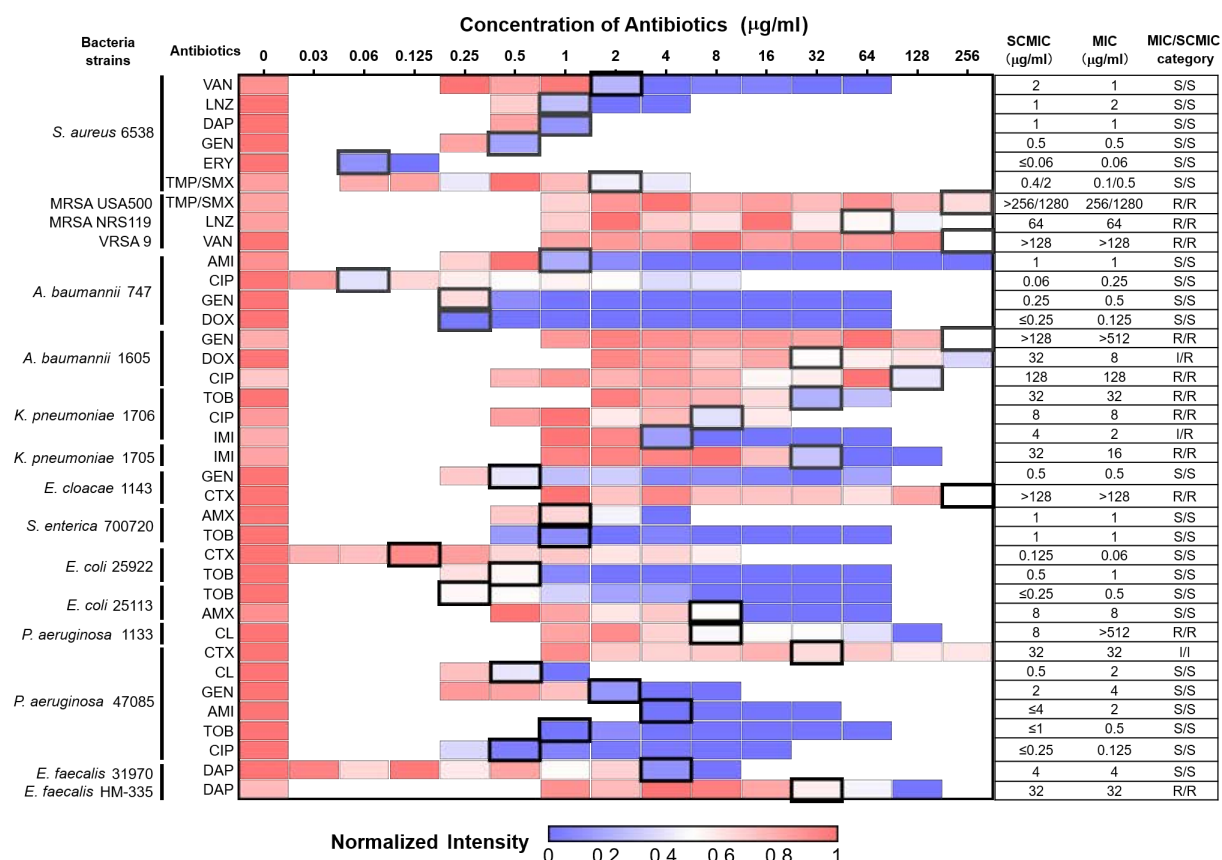 Concentration of Antibiotics (μg/ml)
Bacteria strains Antibiotics 0 0.03 0.06 0.125 0.25 0.5 1 2 4 8 16 32 64 128 256 SCMIC (μg/ml) MIC (μg/ml) MIC/SCMIC category
S. aureus 6538
VAN 2 1 S/S
LNZ 1 2 S/S
DAP 1 1 S/S
GEN 0.5 0.5 S/S
ERY ≤0.06 0.06 S/S
TMP/SMX 0.4/2 0.1/0.5 S/S
MRSA USA500 TMP/SMX >256/1280 256/1280 R/R
MRSA NRS119 LNZ 64 64 R/R
VRSA 9 VAN >128 >128 R/R
A. baumannii 747
AMI 1 1 S/S
CIP 0.06 0.25 S/S
GEN 0.25 0.5 S/S
DOX ≤0.25 0.125 S/S
A. baumannii 1605
GEN >128 >512 R/R
DOX 32 8 I/R
CIP 128 128 R/R
K. pneumoniae 1706
TOB 32 32 R/R
CIP 8 8 R/R
IMI 4 2 I/R
K. pneumoniae 1705 IMI 32 16 R/R
E. cloacae 1143
GEN 0.5 0.5 S/S
CTX >128 >128 R/R
S. enterica 700720
AMX 1 1 S/S
TOB 1 1 S/S
E. coli 25922
CTX 0.125 0.06 S/S
TOB 0.5 1 S/S
E. coli 25113
TOB ≤0.25 0.5 S/S
AMX 8 8 S/S
P. aeruginosa 1133 CL 8 >512 R/R
P. aeruginosa 47085
CTX 32 32 I/I
CL 0.5 2 S/S
GEN 2 4 S/S
AMI ≤4 2 S/S
TOB ≤1 0.5 S/S
CIP ≤0.25 0.125 S/S
E. faecalis 31970 DAP 4 4 S/S
E. faecalis HM-335 DAP 32 32 R/R
Normalized Intensity
0 0.2 0.4 0.6 0.8 1